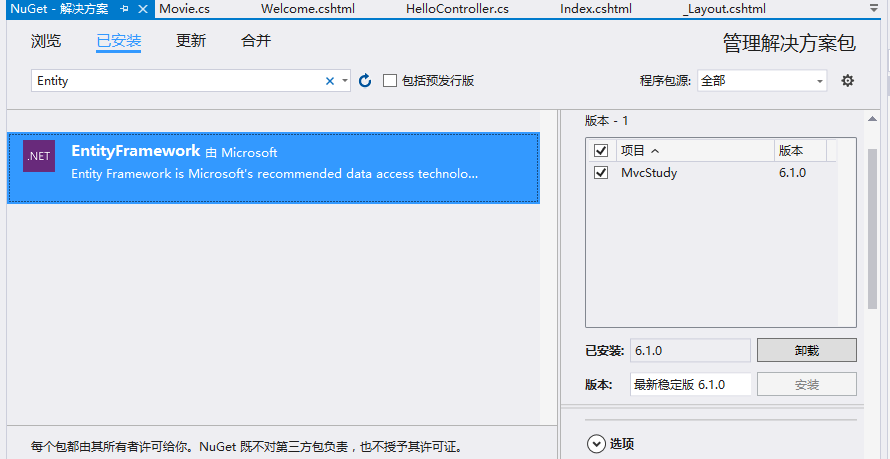 NuGet - 解决方案 Movie.cs Welcome.cshtml HelloController.cs Index.cshtml _Layout.cshtml
浏览 已安装 更新 合并 管理解决方案包
Entity 包括预发行版 程序包源: 全部
版本 - 1
.NET EntityFramework 由 Microsoft
Entity Framework is Microsoft's recommended data access technolo...
项目 版本
MvcStudy 6.1.0
已安装: 6.1.0 卸载
版本: 最新稳定版 6.1.0 安装
选项
每个包都由其所有者许可给你。NuGet 既不对第三方包负责，也不授予其许可证。